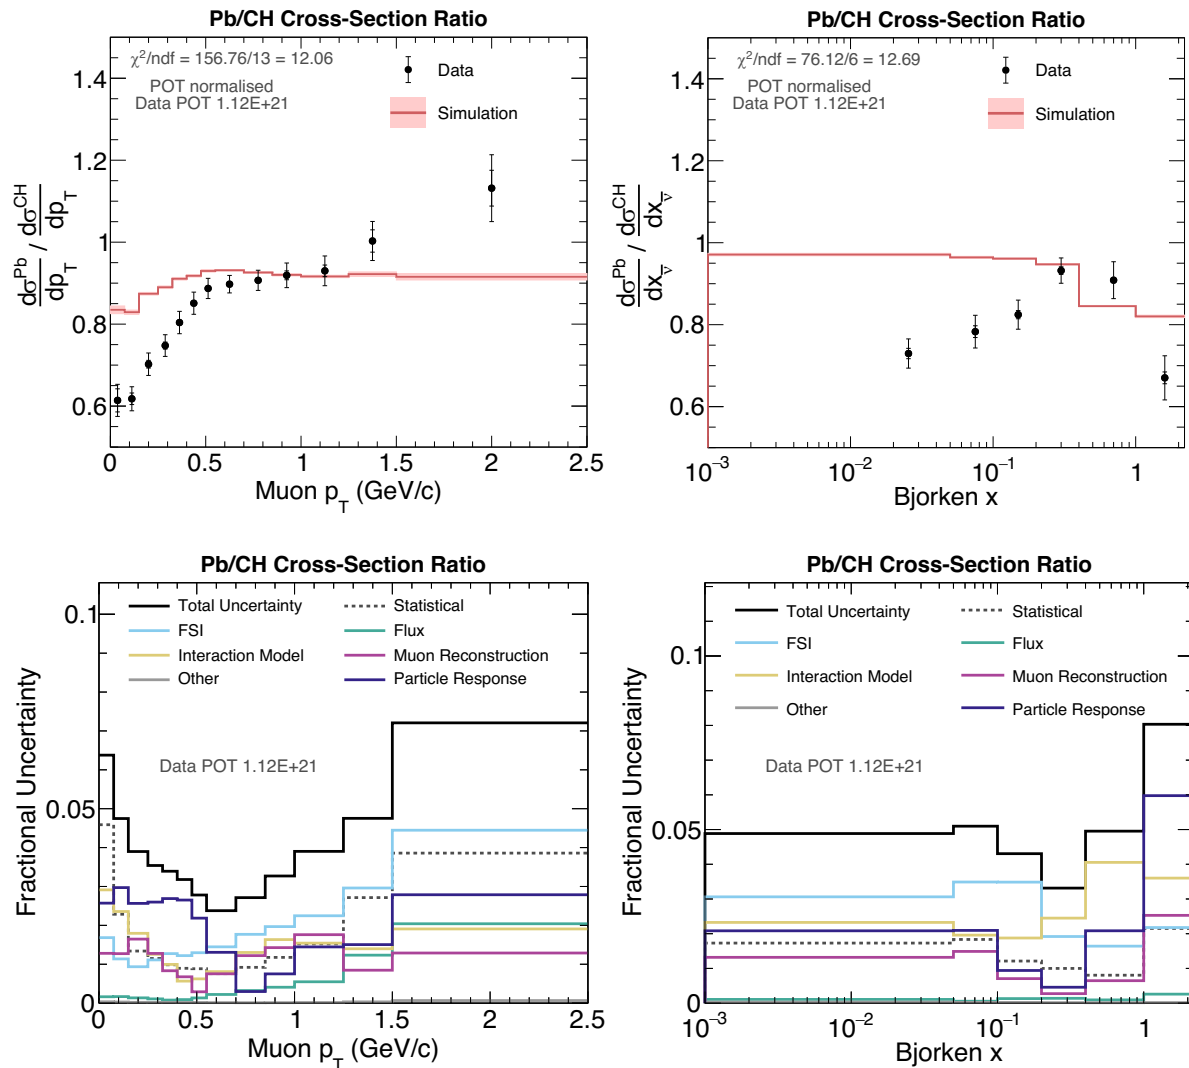 Pb/CH Cross-Section Ratio
χ²/ndf = 156.76/13 = 12.06
POT normalised
Data POT 1.12E+21
Data
Simulation
dσ^Pb/dp_T / dσ^CH/dp_T
1.4
1.2
1
0.8
0.6
0 0.5 1 1.5 2 2.5
Muon p_T (GeV/c)
Pb/CH Cross-Section Ratio
χ²/ndf = 76.12/6 = 12.69
POT normalised
Data POT 1.12E+21
Data
Simulation
dσ^Pb/dx_ν̄ / dσ^CH/dx_ν̄
1.4
1.2
1
0.8
0.6
10⁻³ 10⁻² 10⁻¹ 1
Bjorken x
Pb/CH Cross-Section Ratio
Total Uncertainty
Statistical
FSI
Flux
Interaction Model
Muon Reconstruction
Other
Particle Response
Data POT 1.12E+21
Fractional Uncertainty
0.1
0.05
0
0 0.5 1 1.5 2 2.5
Muon p_T (GeV/c)
Pb/CH Cross-Section Ratio
Total Uncertainty
Statistical
FSI
Flux
Interaction Model
Muon Reconstruction
Other
Particle Response
Data POT 1.12E+21
Fractional Uncertainty
0.1
0.05
0
10⁻³ 10⁻² 10⁻¹ 1
Bjorken x